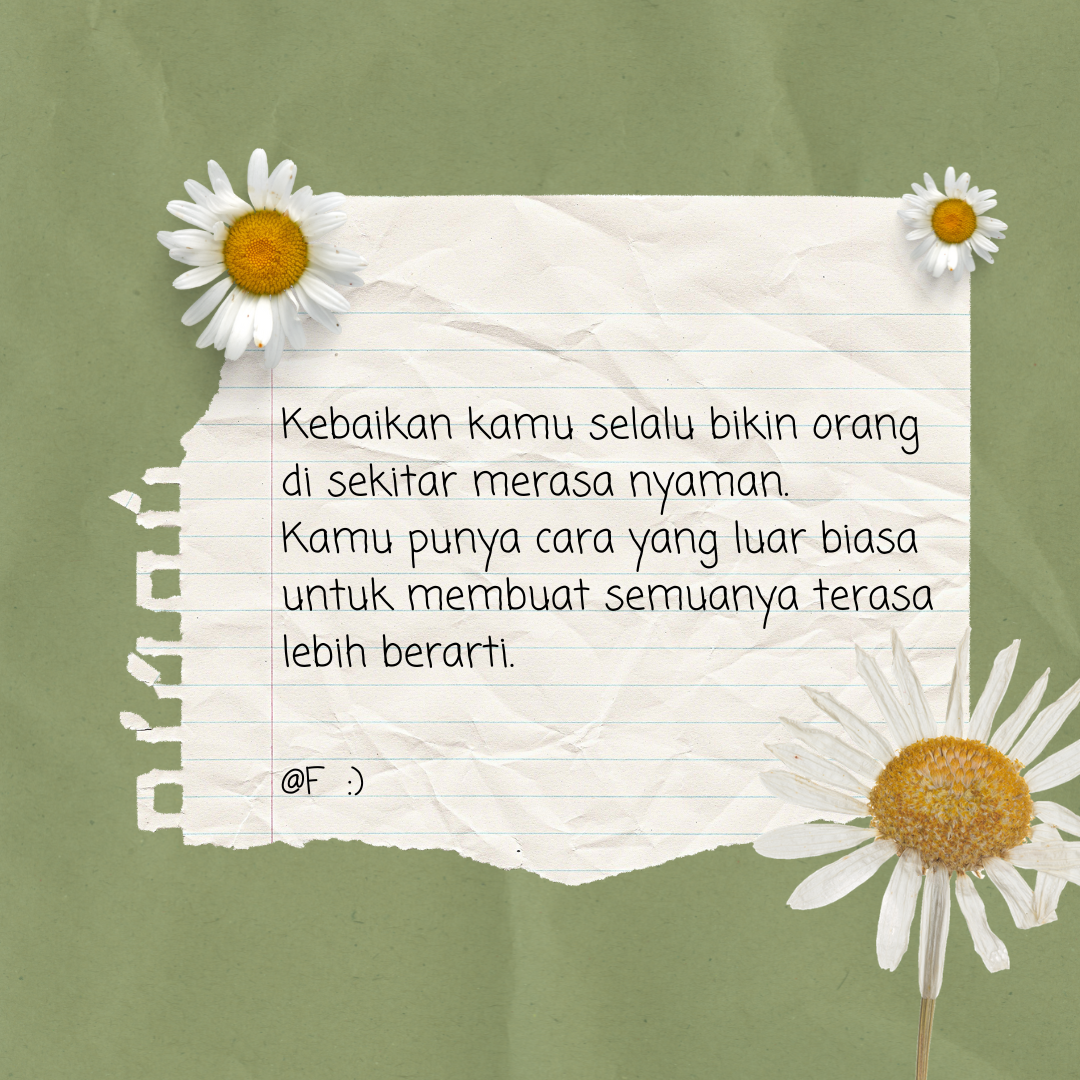 Kebaikan kamu selalu bikin orang
di sekitar merasa nyaman.
Kamu punya cara yang luar biasa
untuk membuat semuanya terasa
lebih berarti.
@F :)